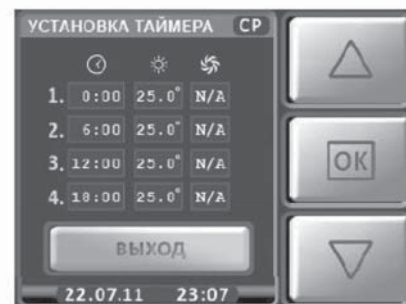 УСТАНОВКА ТАЙМЕРА СР
1. 0:00 25.0° N/A
2. 6:00 25.0° N/A
3. 12:00 25.0° N/A
4. 18:00 25.0° N/A
ВЫХОД
22.07.11 23:07
OK